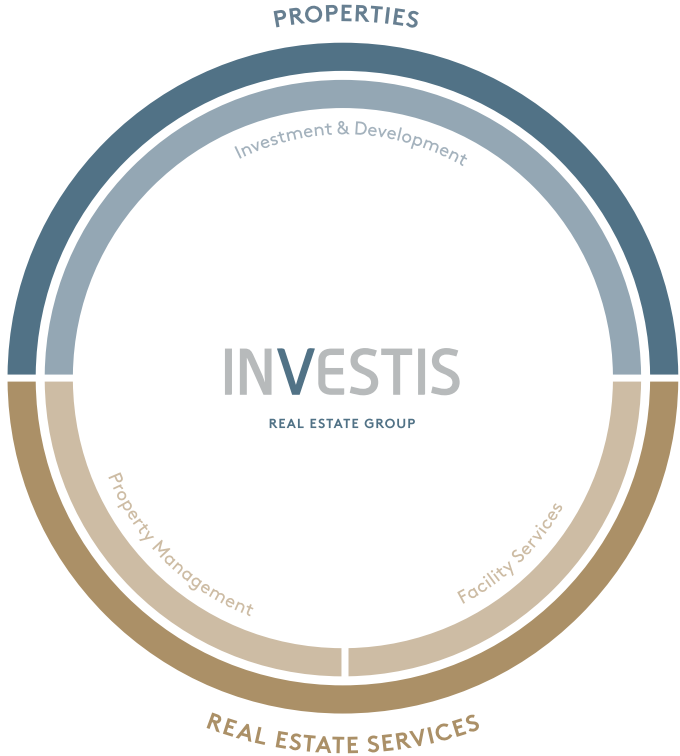 PROPERTIES
Investment & Development
INVESTIS
REAL ESTATE GROUP
Property Management
Facility Services
REAL ESTATE SERVICES